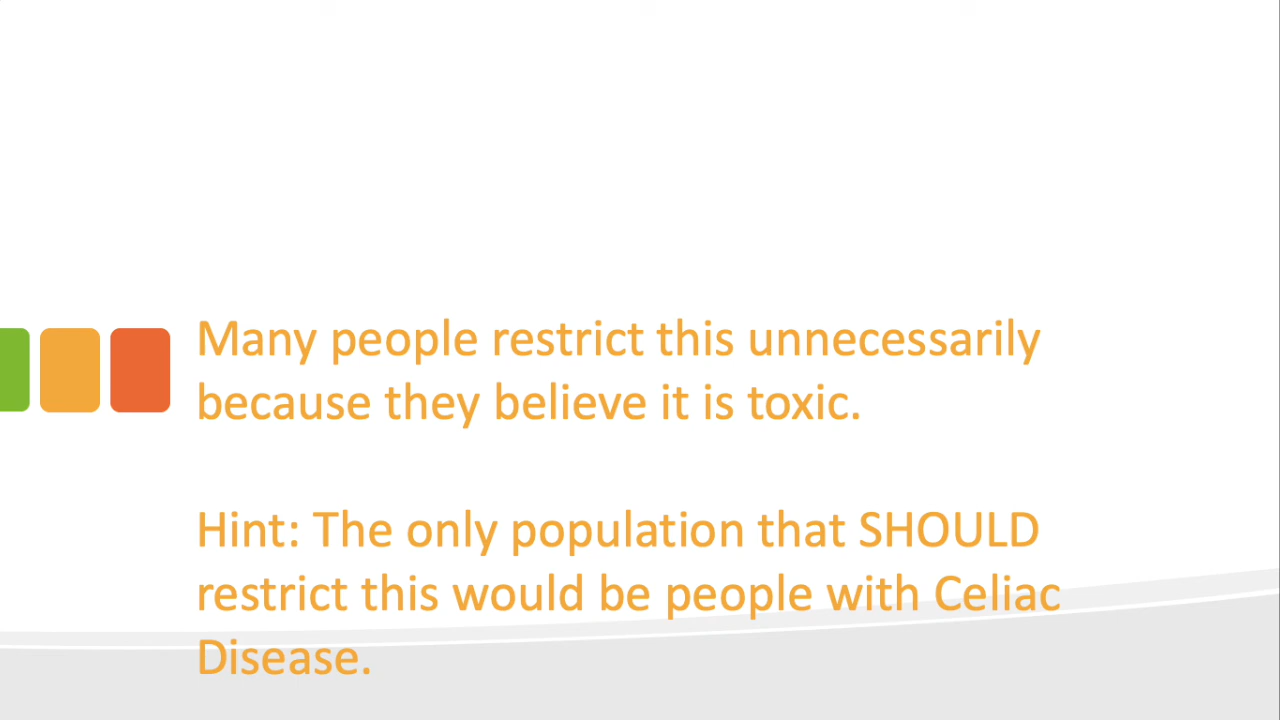 Many people restrict this unnecessarily
because they believe it is toxic.
Hint: The only population that SHOULD
restrict this would be people with Celiac
Disease.